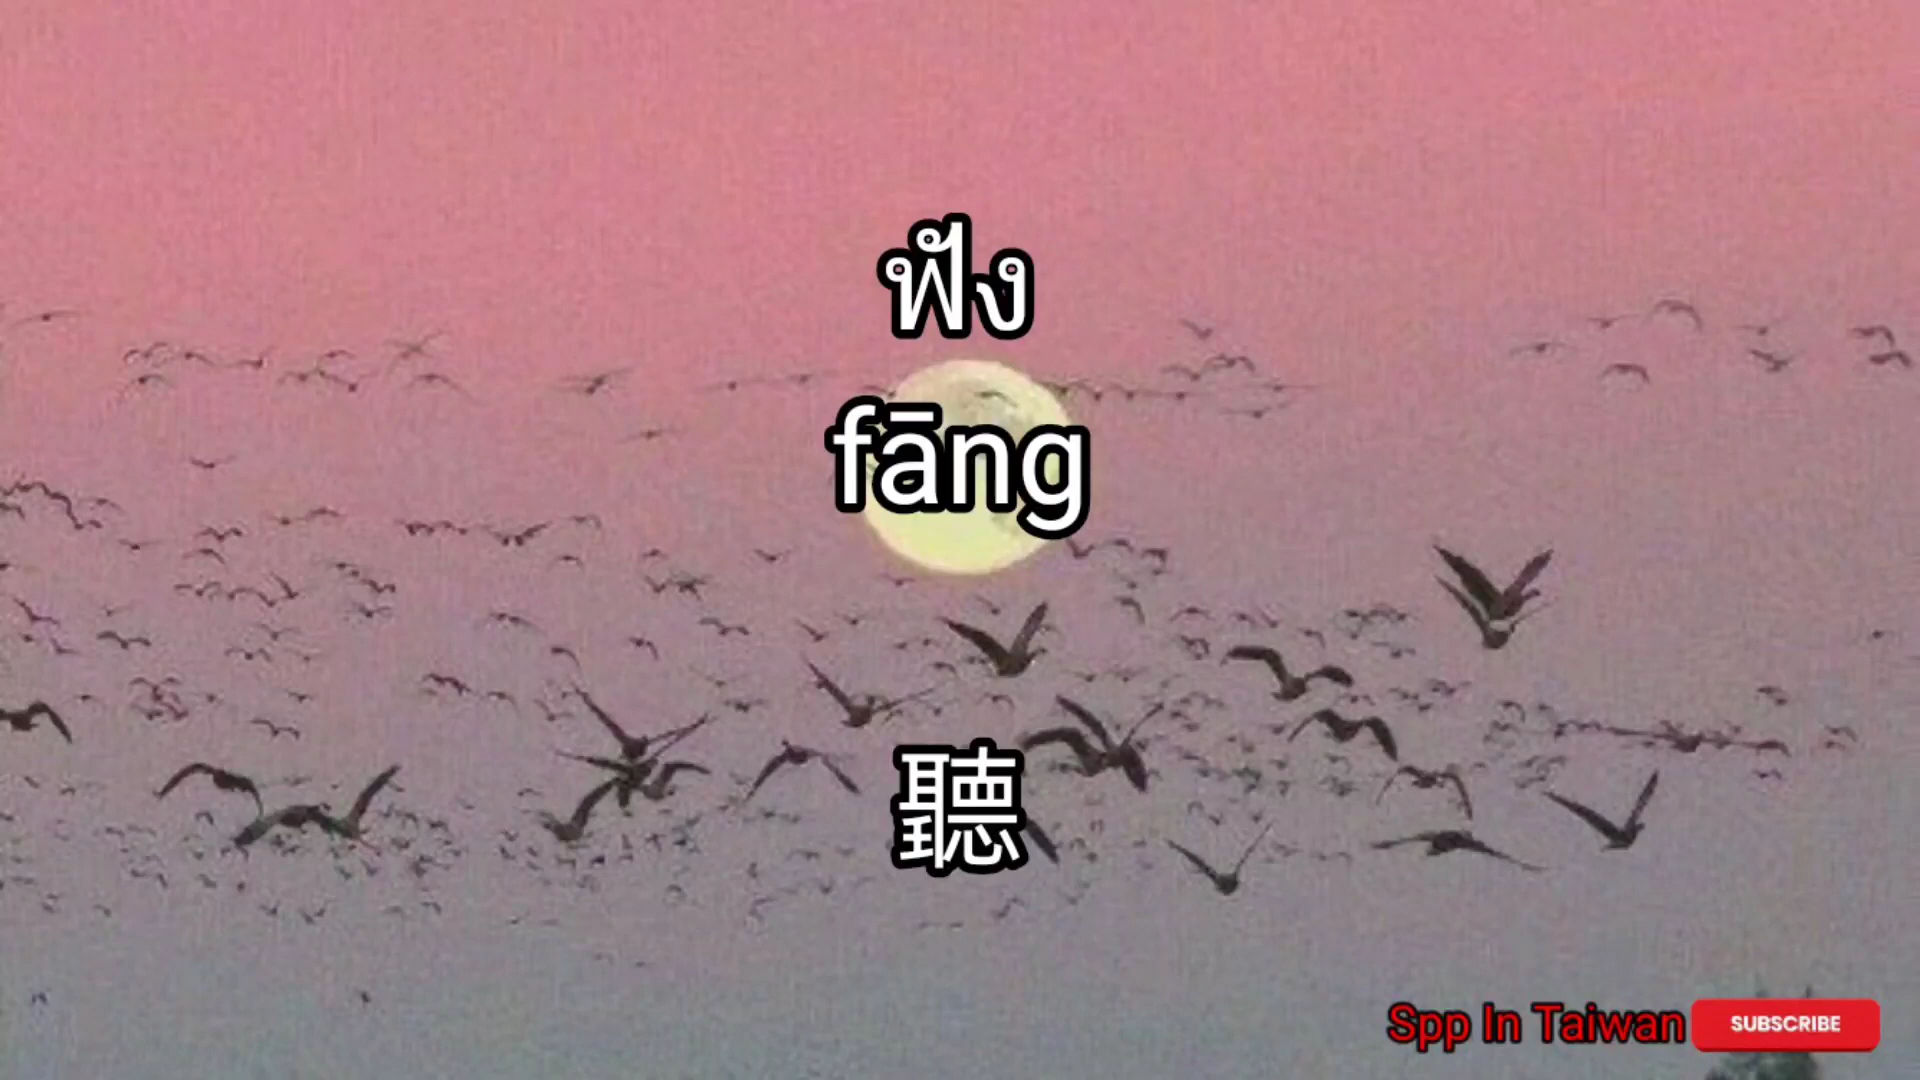 ฟัง
fāng
聽
Spp In Taiwan
SUBSCRIBE